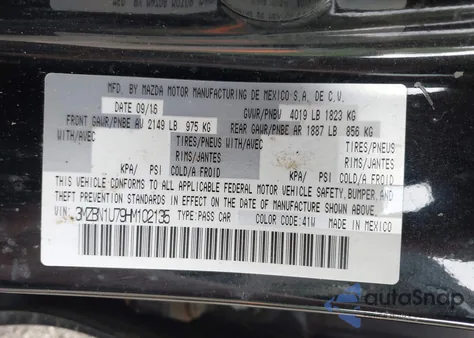 MFD. BY MAZDA MOTOR MANUFACTURING DE MEXICO S.A. DE C.V.
DATE 09/16 GVWR/PNBV 4019 LB 1823 KG
FRONT GAWR/PNBE AV 2149 LB 975 KG REAR GAWR/PNBE AR 1887 LB 856 KG
WITH/AVEC TIRES/PNEUS WITH/AVEC TIRES/PNEUS
RIMS/JANTES RIMS/JANTES
KPA/ PSI COLD/A FROID KPA/ PSI COLD/A FROID
THIS VEHICLE CONFORMS TO ALL APPLICABLE FEDERAL MOTOR VEHICLE SAFETY, BUMPER, AND
THEFT PREVENTION STANDARDS IN EFFECT ON THE DATE OF MANUFACTURE SHOWN ABOVE.
VIN: 3MZBN1U79HM102135 TYPE:PASS CAR COLOR CODE: 41W MADE IN MEXICO
autoSnap